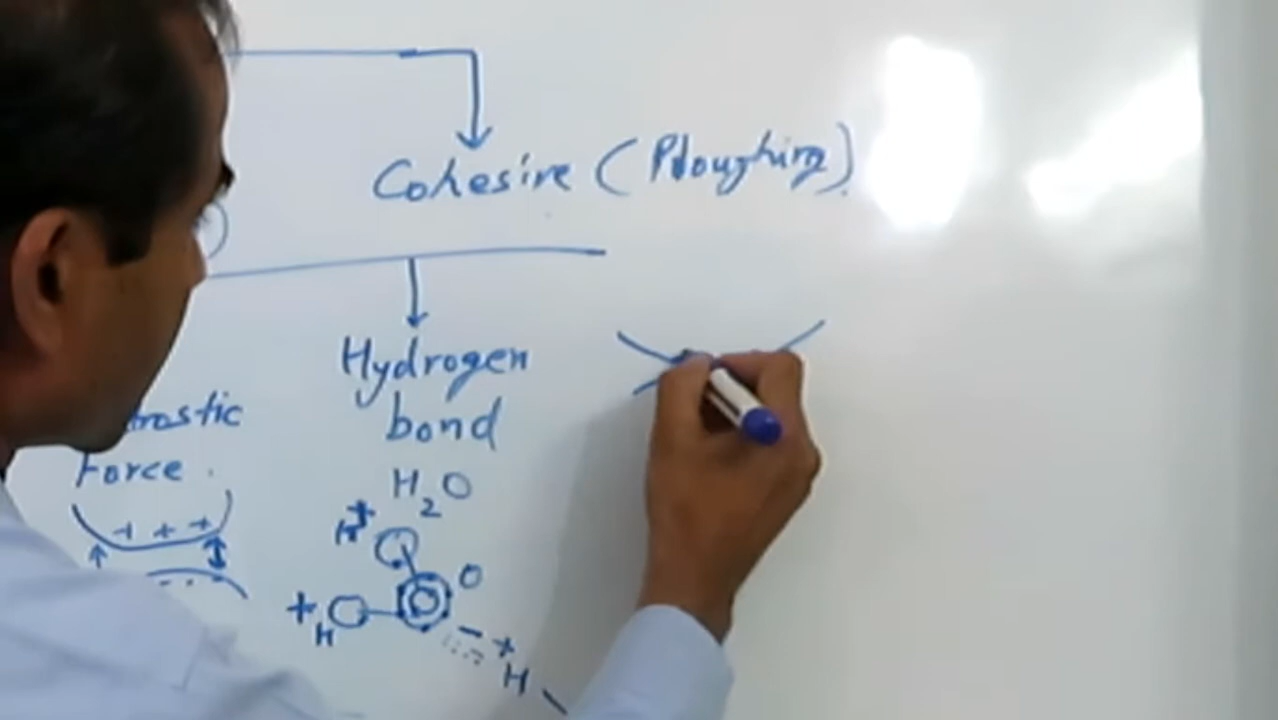 Cohesive (Ploughing)
Hydrogen
bond
Force.
H2O
H+
O
+ + +
+H
- +
H